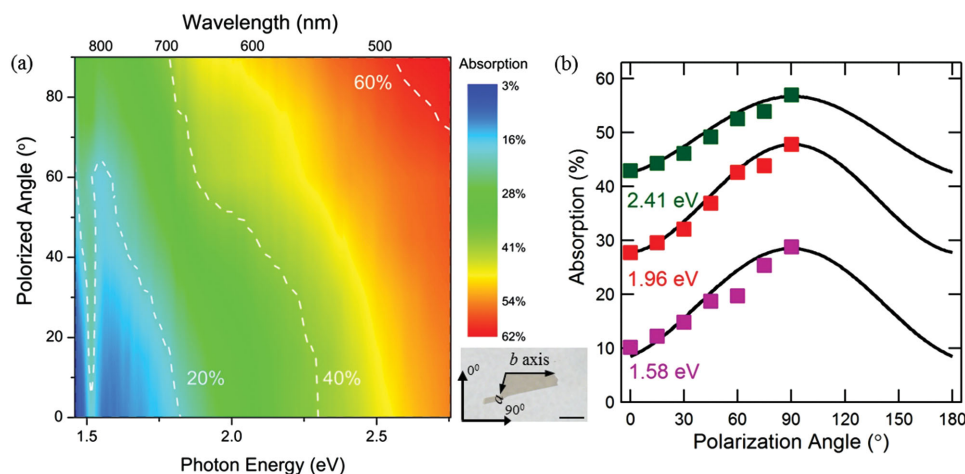 Wavelength (nm)
800 700 600 500
(a)
Polorized Angle (°)
80
60
40
20
0
60%
20%
40%
1.5 2.0 2.5
Photon Energy (eV)
Absorption
3%
16%
28%
41%
54%
62%
b axis
0⁰
a
90⁰
(b)
Absorption (%)
60
50
40
30
20
10
0
2.41 eV
1.96 eV
1.58 eV
0 30 60 90 120 150 180
Polarization Angle (°)